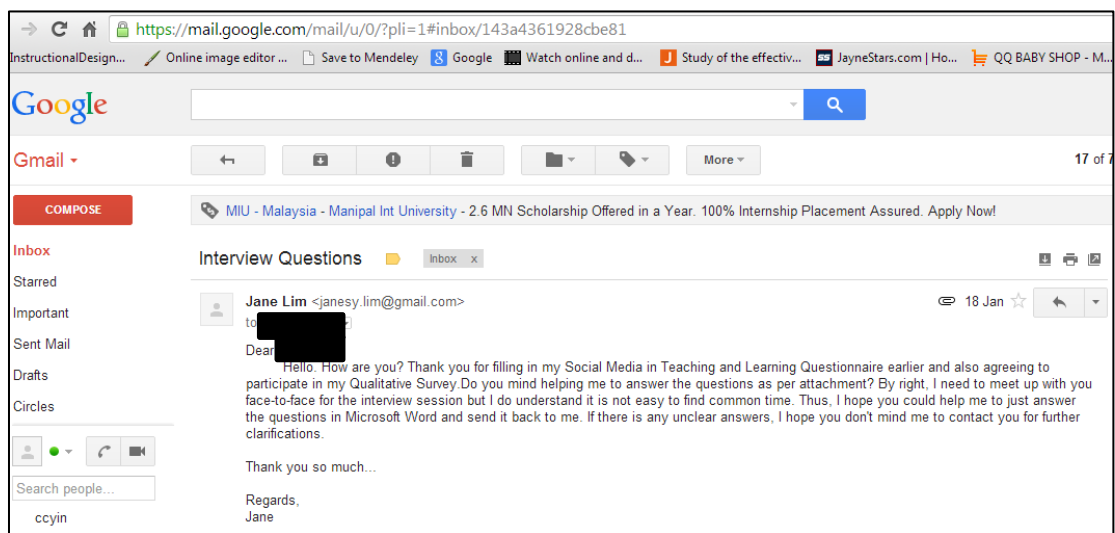 https://mail.google.com/mail/u/0/?pli=1#inbox/143a4361928cbe81
InstructionalDesign... Online image editor ... Save to Mendeley Google Watch online and d... Study of the effectiv... JayneStars.com | Ho... QQ BABY SHOP - M...
Google
Gmail More 17 of 7
COMPOSE MIU - Malaysia - Manipal Int University - 2.6 MN Scholarship Offered in a Year. 100% Internship Placement Assured. Apply Now!
Inbox
Starred
Important
Sent Mail
Drafts
Circles
Search people...
ccyin
Interview Questions Inbox x
Jane Lim <janesy.lim@gmail.com> 18 Jan
to
Dear
Hello. How are you? Thank you for filling in my Social Media in Teaching and Learning Questionnaire earlier and also agreeing to
participate in my Qualitative Survey.Do you mind helping me to answer the questions as per attachment? By right, I need to meet up with you
face-to-face for the interview session but I do understand it is not easy to find common time. Thus, I hope you could help me to just answer
the questions in Microsoft Word and send it back to me. If there is any unclear answers, I hope you don't mind me to contact you for further
clarifications.
Thank you so much...
Regards,
Jane